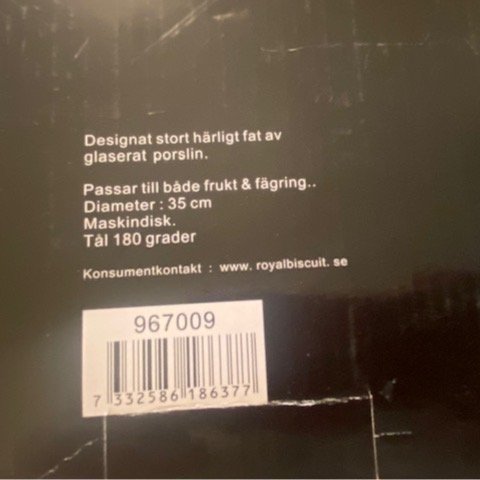 Designat stort härligt fat av
glaserat porslin.
Passar till både frukt & fägring..
Diameter : 35 cm
Maskindisk.
Tål 180 grader
Konsumentkontakt : www. royalbiscuit. se
967009
7 332586 186377